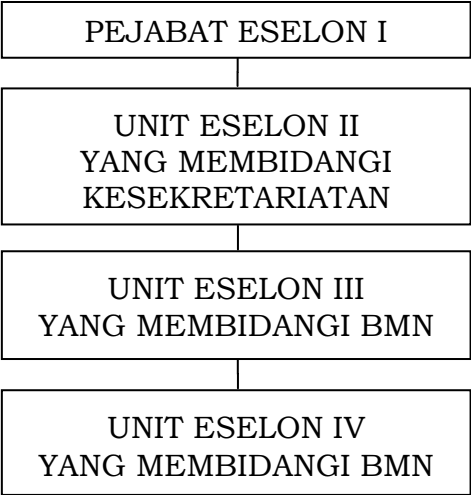 PEJABAT ESELON I
UNIT ESELON II
YANG MEMBIDANGI
KESEKRETARIATAN
UNIT ESELON III
YANG MEMBIDANGI BMN
UNIT ESELON IV
YANG MEMBIDANGI BMN